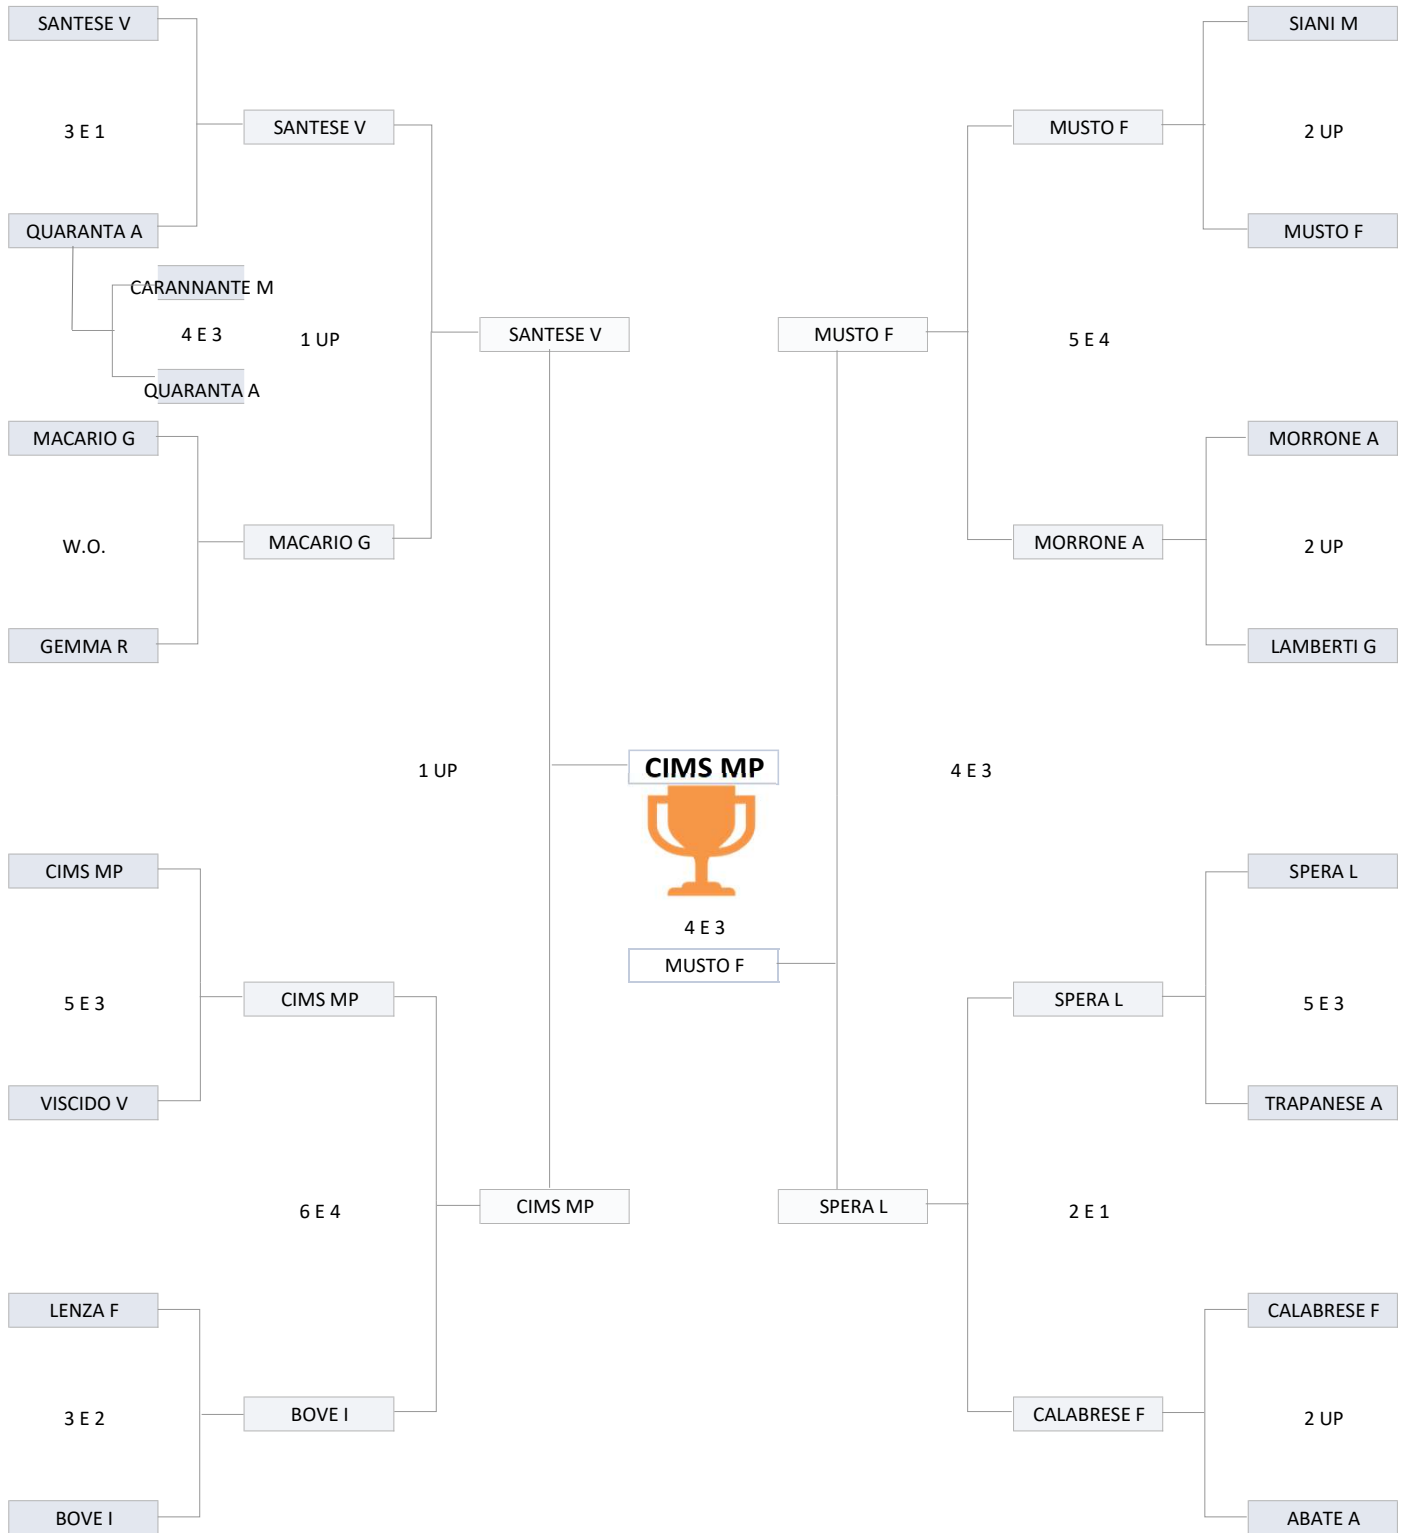 SANTESE V
SIANI M
3 E 1
SANTESE V
MUSTO F
2 UP
QUARANTA A
MUSTO F
CARANNANTE M
4 E 3
1 UP
SANTESE V
MUSTO F
5 E 4
QUARANTA A
MACARIO G
MORRONE A
W.O.
MACARIO G
MORRONE A
2 UP
GEMMA R
LAMBERTI G
1 UP
CIMS MP
4 E 3
CIMS MP
SPERA L
4 E 3
MUSTO F
5 E 3
CIMS MP
SPERA L
5 E 3
VISCIDO V
TRAPANESE A
6 E 4
CIMS MP
SPERA L
2 E 1
LENZA F
CALABRESE F
3 E 2
BOVE I
CALABRESE F
2 UP
BOVE I
ABATE A